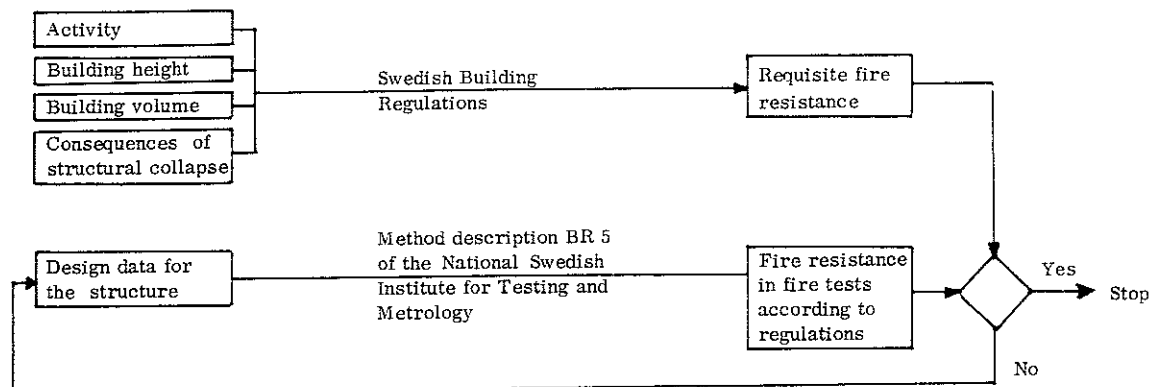 Activity
Building height
Building volume
Consequences of
structural collapse
Swedish Building
Regulations
Requisite fire
resistance
Design data for
the structure
Method description BR 5
of the National Swedish
Institute for Testing and
Metrology
Fire resistance
in fire tests
according to
regulations
Yes
Stop
No